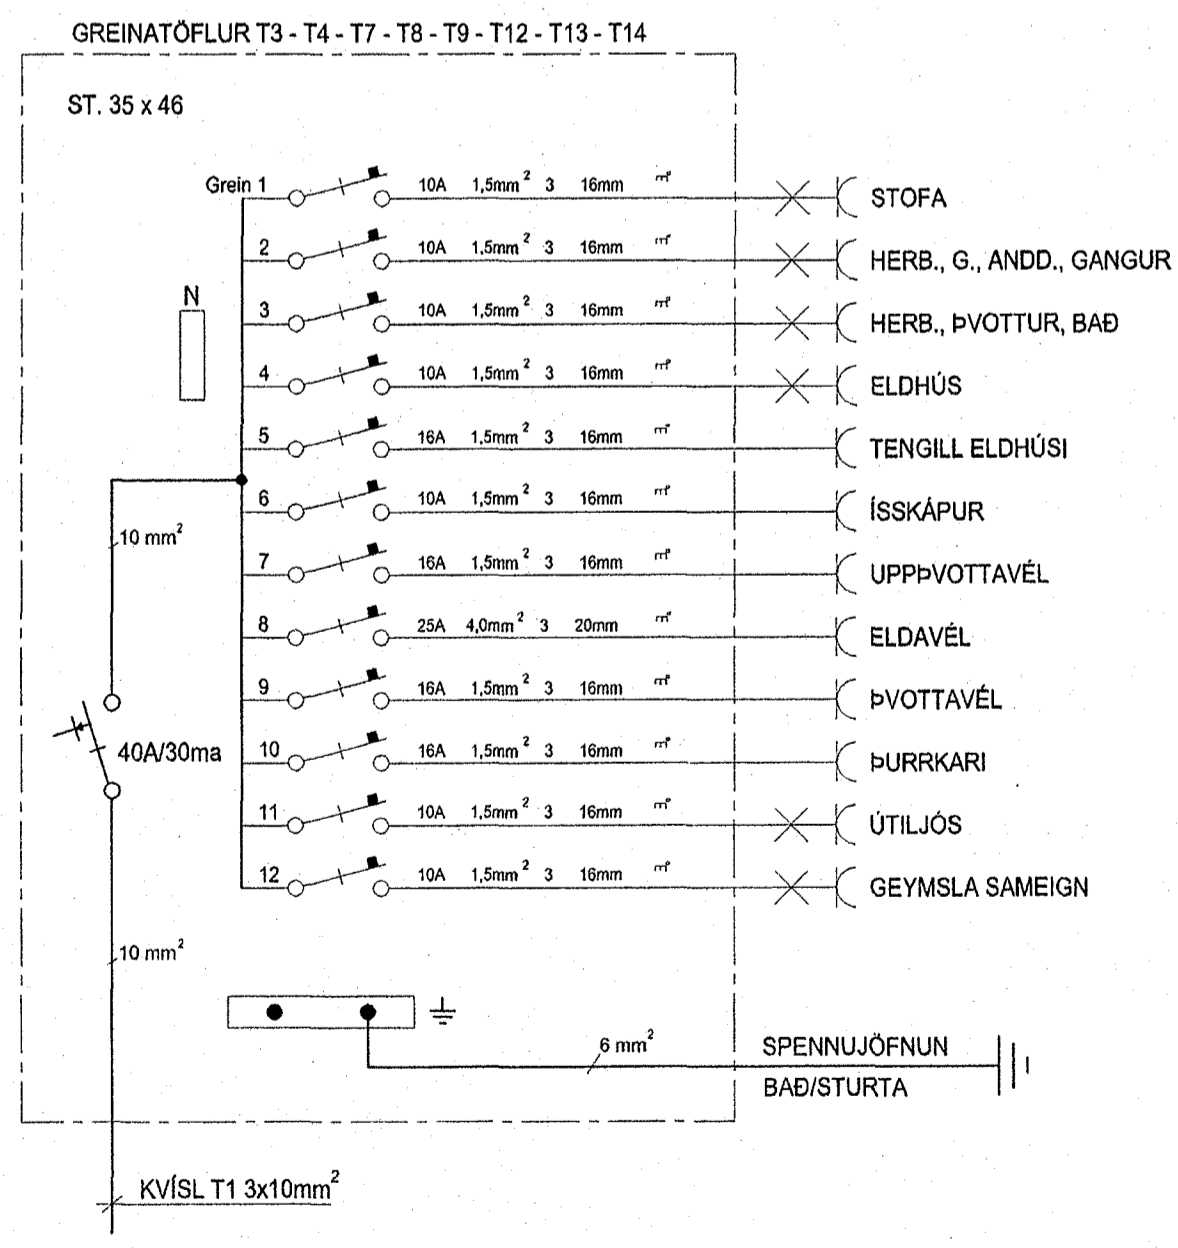 GREINATÖFLUR T3 - T4 - T7 - T8 - T9 - T12 - T13 - T14
ST. 35 x 46
Grein 1 10A 1,5mm² 3 16mm STOFA
2 10A 1,5mm² 3 16mm HERB., G., ANDD., GANGUR
N
3 10A 1,5mm² 3 16mm HERB., ÞVOTTUR, BAÐ
4 10A 1,5mm² 3 16mm ELDHÚS
5 16A 1,5mm² 3 16mm TENGILL ELDHÚSI
6 10A 1,5mm² 3 16mm ÍSSKÁPUR
10 mm²
7 16A 1,5mm² 3 16mm UPPÞVOTTAVÉL
8 25A 4,0mm² 3 20mm ELDAVÉL
9 16A 1,5mm² 3 16mm ÞVOTTAVÉL
40A/30ma
10 16A 1,5mm² 3 16mm ÞURRKARI
11 10A 1,5mm² 3 16mm ÚTILJÓS
12 10A 1,5mm² 3 16mm GEYMSLA SAMEIGN
10 mm²
6 mm² SPENNUJÖFNUN
BAÐ/STURTA
KVÍSL T1 3x10mm²